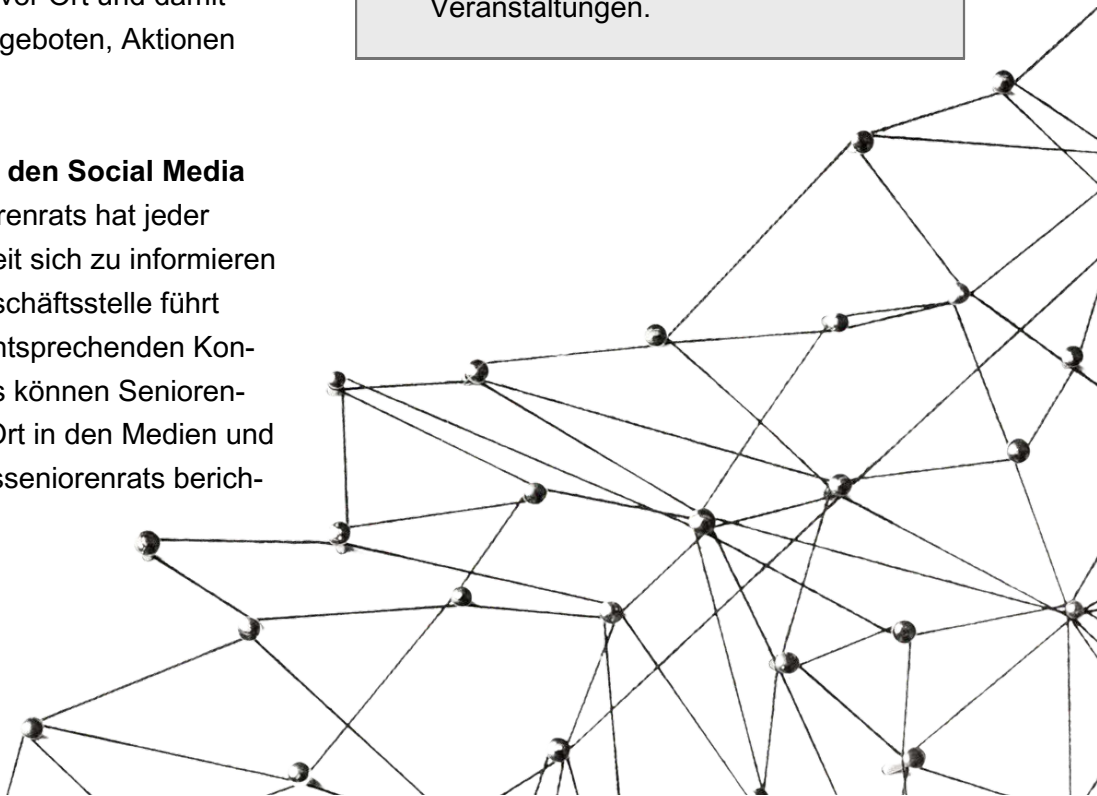 vor Ort und damit
geboten, Aktionen
den Social Media
renrats hat jeder
eit sich zu informieren
schäftsstelle führt
ntsprechenden Kon-
s können Senioren-
Ort in den Medien und
sseniorenrats berich-
Veranstaltungen.